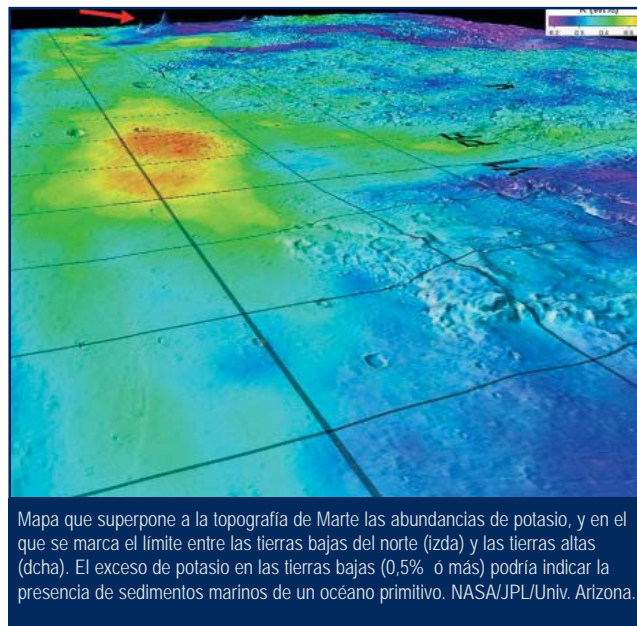 Mapa que superpone a la topografía de Marte las abundancias de potasio, y en el
que se marca el límite entre las tierras bajas del norte (izda) y las tierras altas
(dcha). El exceso de potasio en las tierras bajas (0,5% ó más) podría indicar la
presencia de sedimentos marinos de un océano primitivo. NASA/JPL/Univ. Arizona.